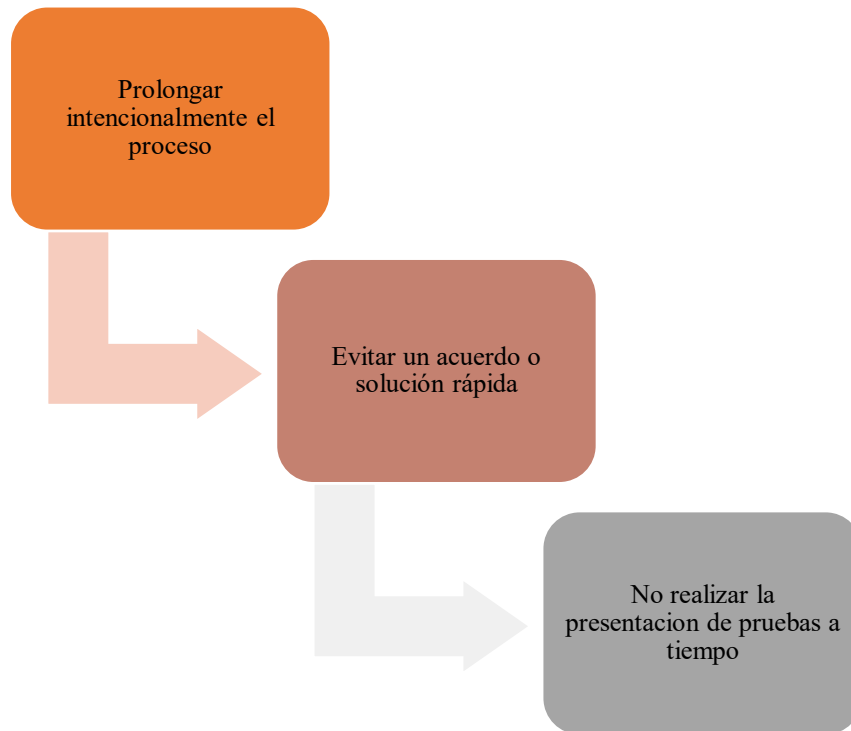 Prolongar
intencionalmente el
proceso
Evitar un acuerdo o
solución rápida
No realizar la
presentacion de pruebas a
tiempo